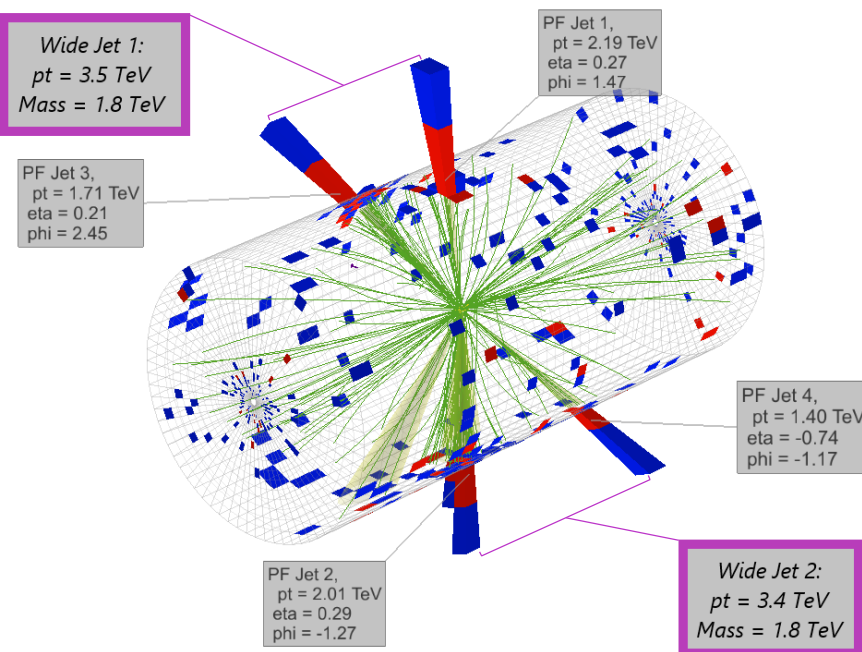 Wide Jet 1:
pt = 3.5 TeV
Mass = 1.8 TeV
PF Jet 1,
pt = 2.19 TeV
eta = 0.27
phi = 1.47
PF Jet 3,
pt = 1.71 TeV
eta = 0.21
phi = 2.45
PF Jet 4,
pt = 1.40 TeV
eta = -0.74
phi = -1.17
PF Jet 2,
pt = 2.01 TeV
eta = 0.29
phi = -1.27
Wide Jet 2:
pt = 3.4 TeV
Mass = 1.8 TeV